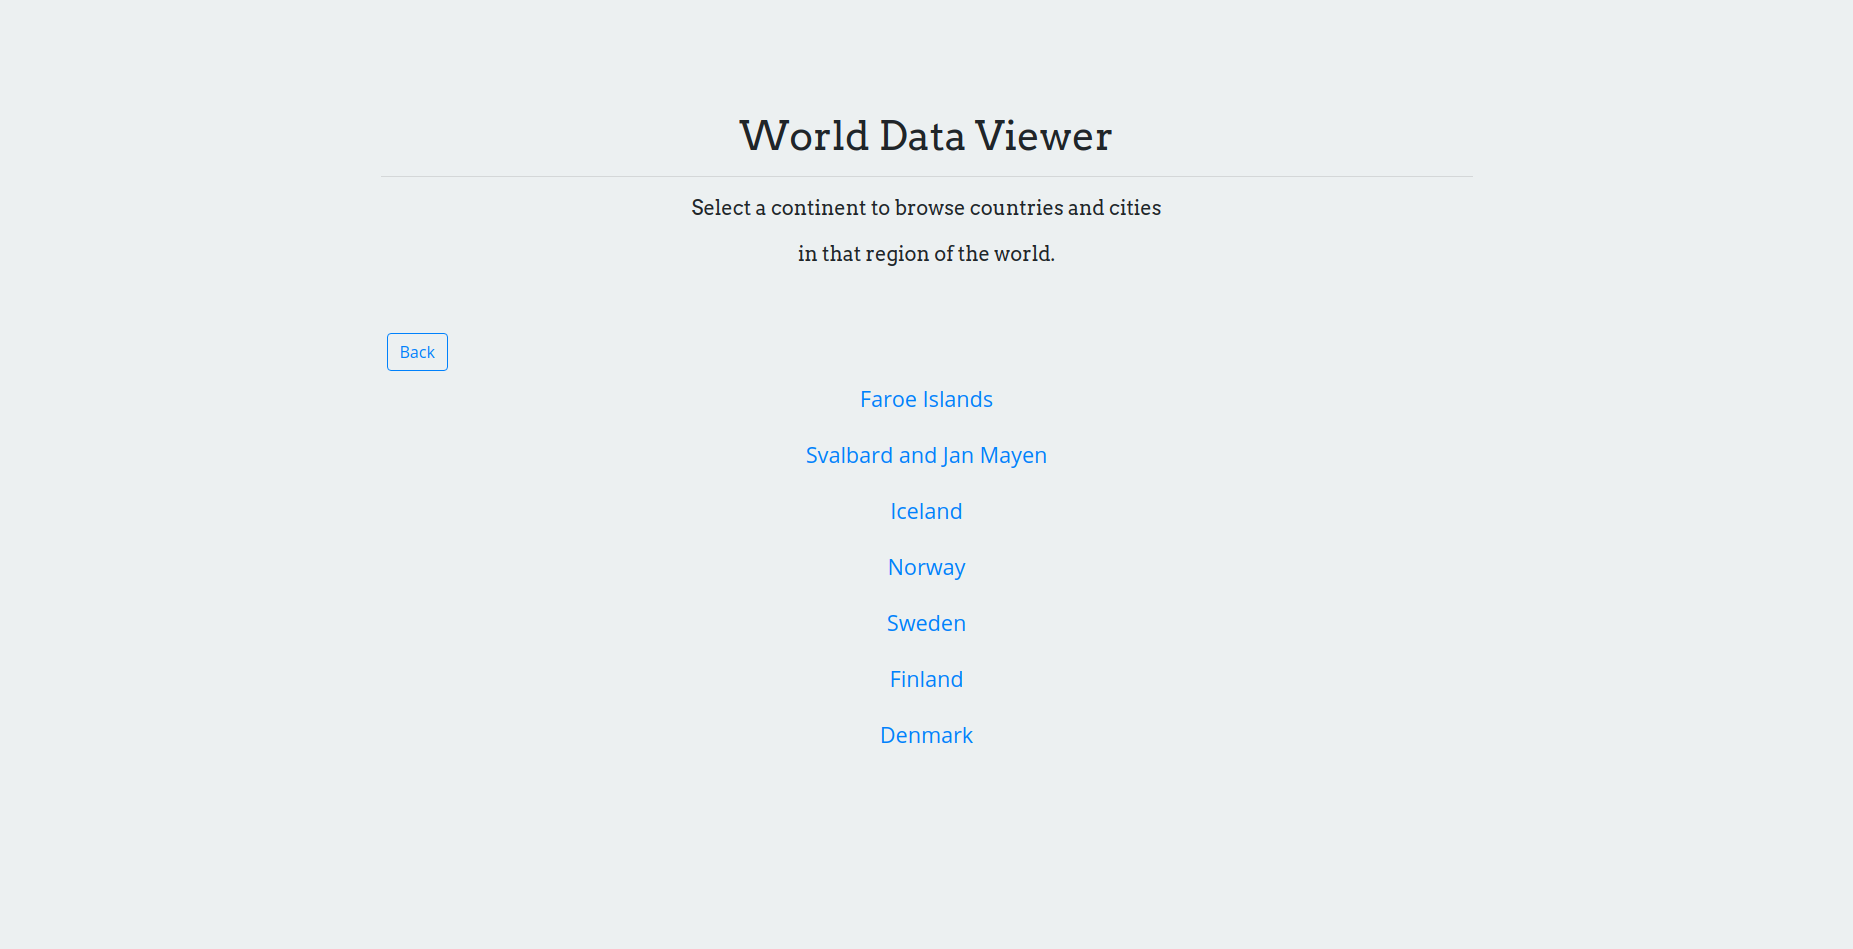 World Data Viewer
Select a continent to browse countries and cities
in that region of the world.
Back
Faroe Islands
Svalbard and Jan Mayen
Iceland
Norway
Sweden
Finland
Denmark